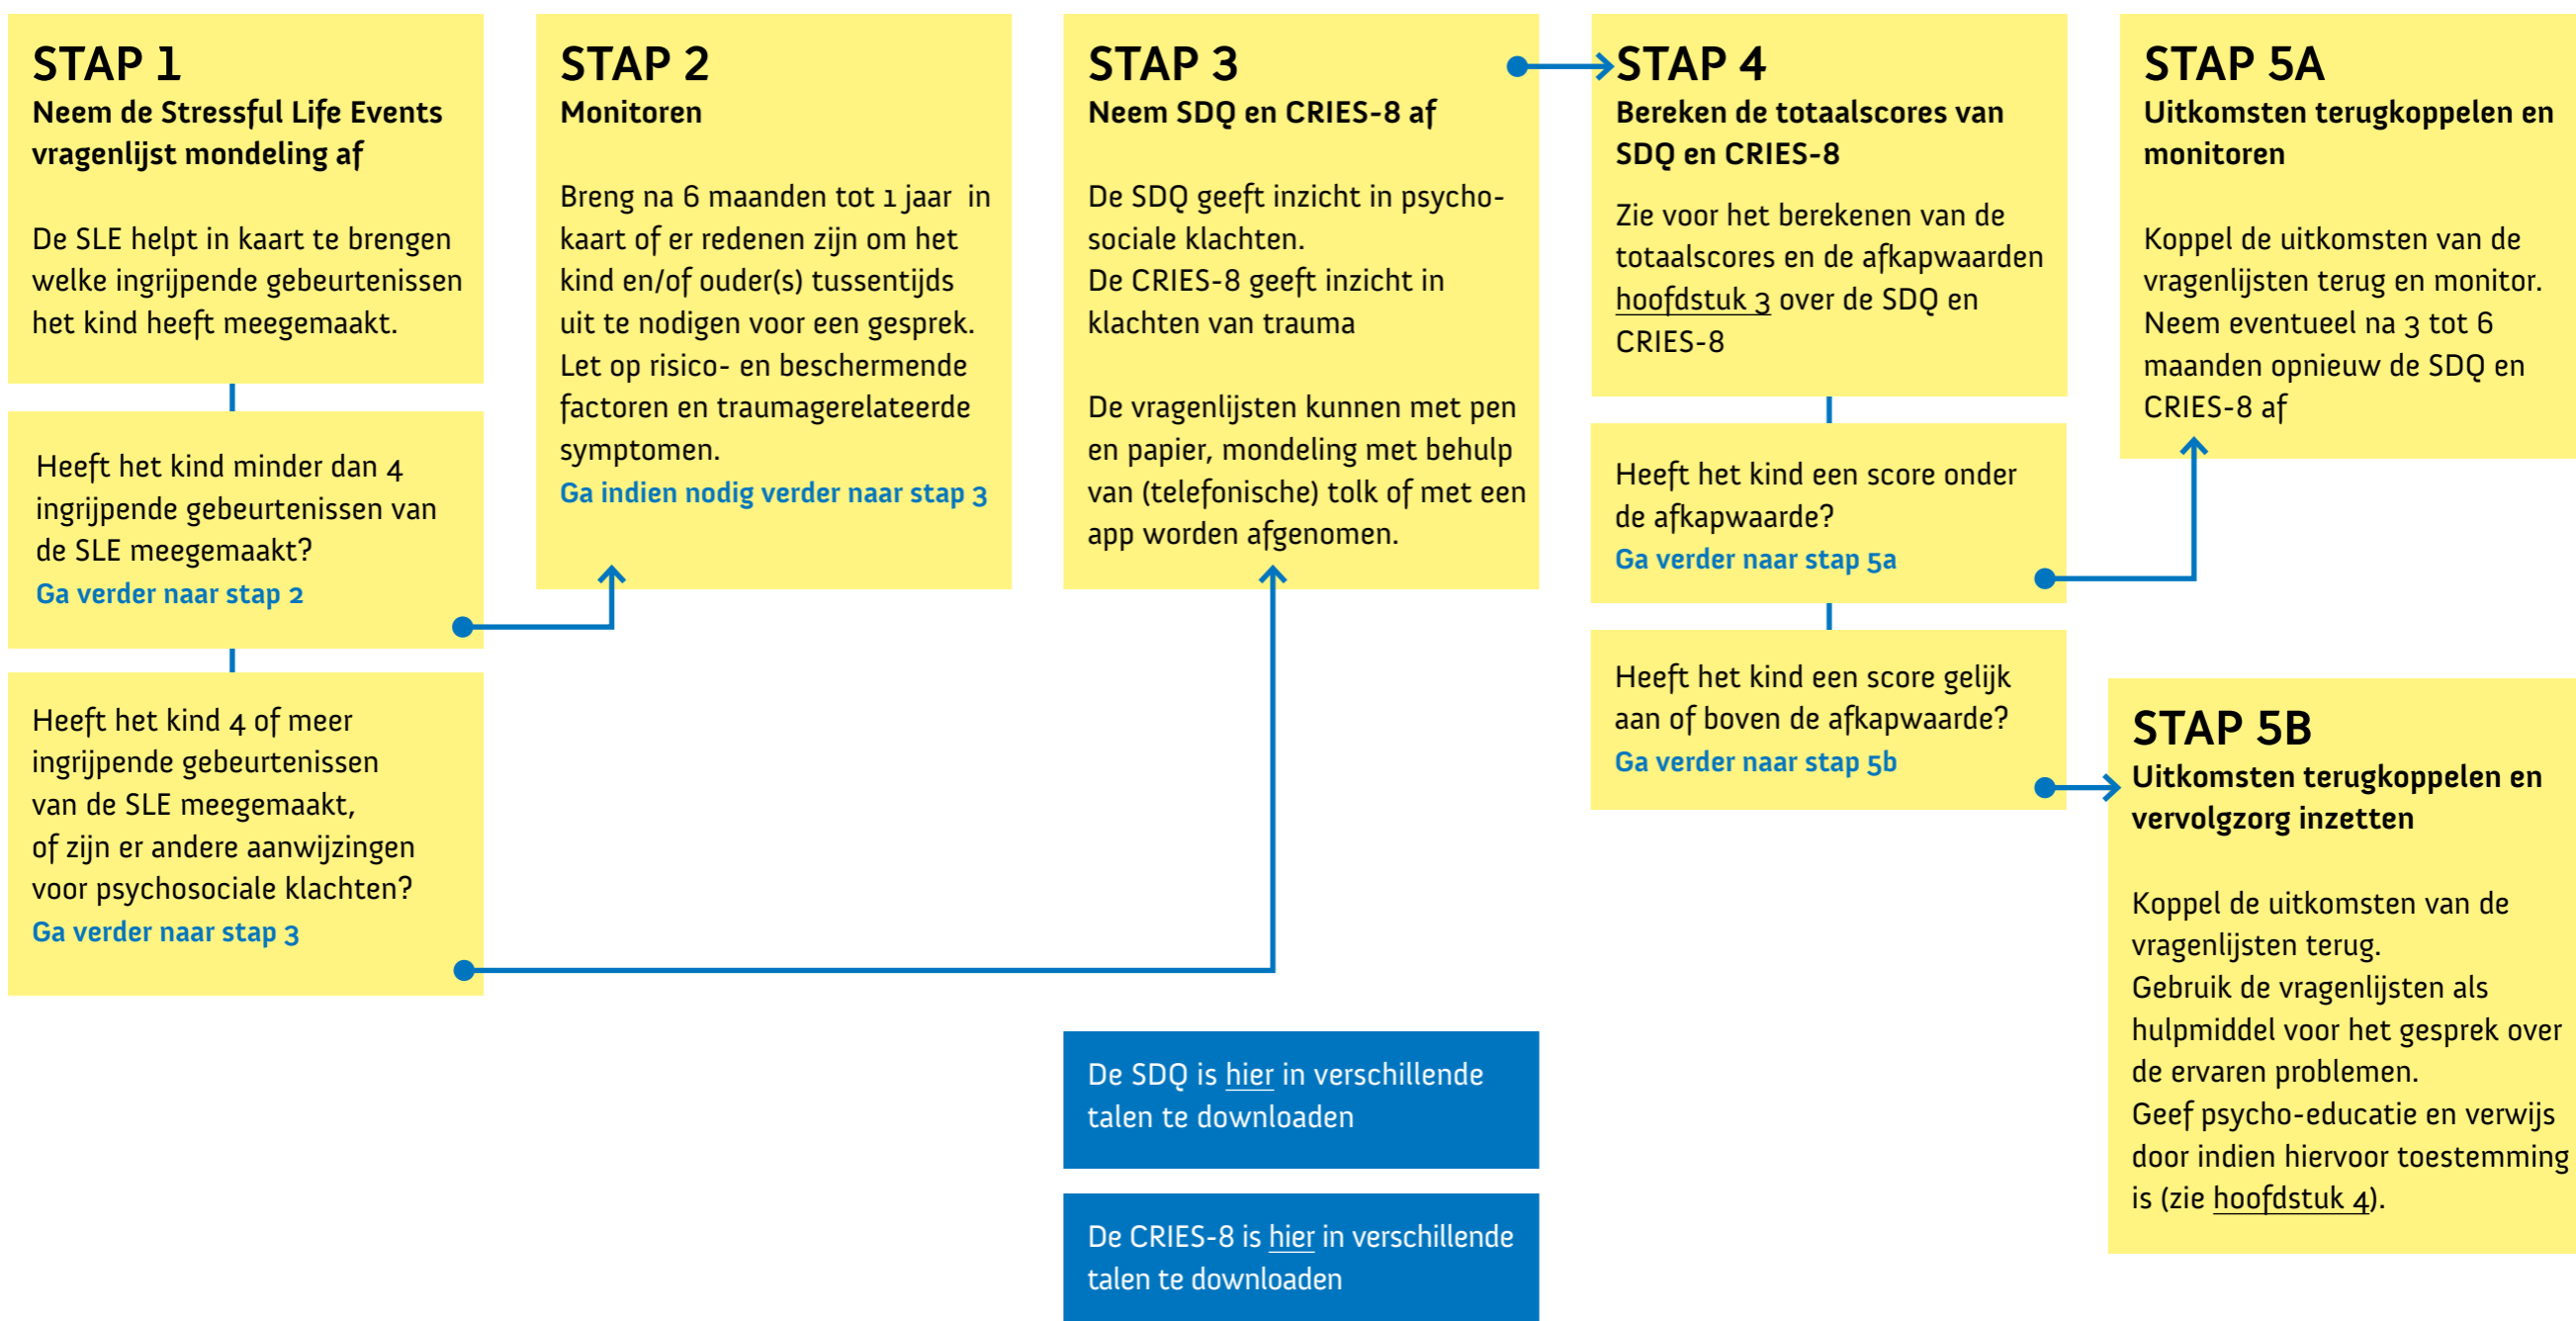 STAP 1
Neem de Stressful Life Events
vragenlijst mondeling af
De SLE helpt in kaart te brengen
welke ingrijpende gebeurtenissen
het kind heeft meegemaakt.
Heeft het kind minder dan 4
ingrijpende gebeurtenissen van
de SLE meegemaakt?
Ga verder naar stap 2
Heeft het kind 4 of meer
ingrijpende gebeurtenissen
van de SLE meegemaakt,
of zijn er andere aanwijzingen
voor psychosociale klachten?
Ga verder naar stap 3
STAP 2
Monitoren
Breng na 6 maanden tot 1 jaar in
kaart of er redenen zijn om het
kind en/of ouder(s) tussentijds
uit te nodigen voor een gesprek.
Let op risico- en beschermende
factoren en traumagerelateerde
symptomen.
Ga indien nodig verder naar stap 3
STAP 3
Neem SDQ en CRIES-8 af
De SDQ geeft inzicht in psycho-
sociale klachten.
De CRIES-8 geeft inzicht in
klachten van trauma
De vragenlijsten kunnen met pen
en papier, mondeling met behulp
van (telefonische) tolk of met een
app worden afgenomen.
De SDQ is hier in verschillende
talen te downloaden
De CRIES-8 is hier in verschillende
talen te downloaden
STAP 4
Bereken de totaalscores van
SDQ en CRIES-8
Zie voor het berekenen van de
totaalscores en de afkapwaarden
hoofdstuk 3 over de SDQ en
CRIES-8
Heeft het kind een score onder
de afkapwaarde?
Ga verder naar stap 5a
Heeft het kind een score gelijk
aan of boven de afkapwaarde?
Ga verder naar stap 5b
STAP 5A
Uitkomsten terugkoppelen en
monitoren
Koppel de uitkomsten van de
vragenlijsten terug en monitor.
Neem eventueel na 3 tot 6
maanden opnieuw de SDQ en
CRIES-8 af
STAP 5B
Uitkomsten terugkoppelen en
vervolgzorg inzetten
Koppel de uitkomsten van de
vragenlijsten terug.
Gebruik de vragenlijsten als
hulpmiddel voor het gesprek over
de ervaren problemen.
Geef psycho-educatie en verwijs
door indien hiervoor toestemming
is (zie hoofdstuk 4).